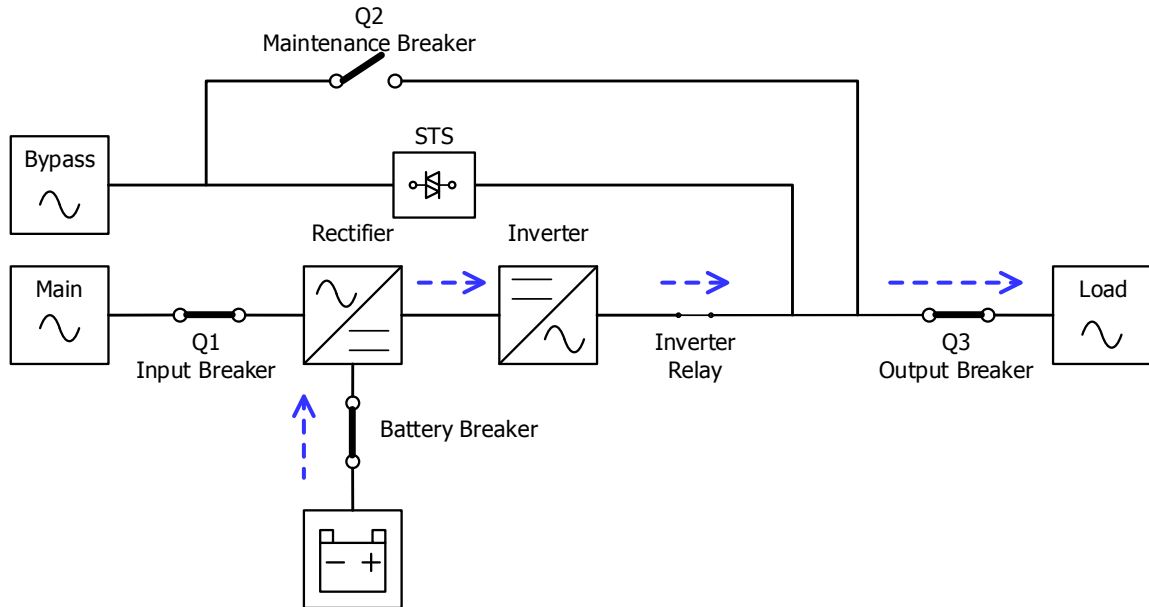 Q2
Maintenance Breaker
STS
Bypass
Rectifier
Inverter
Main
Load
Q1
Input Breaker
Inverter
Relay
Q3
Output Breaker
Battery Breaker